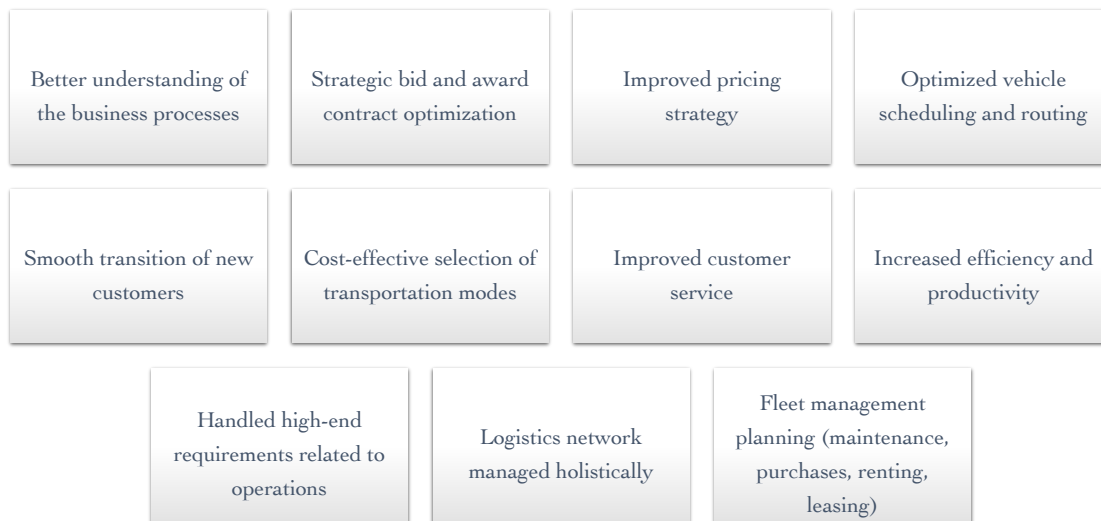 Better understanding of
the business processes
Strategic bid and award
contract optimization
Improved pricing
strategy
Optimized vehicle
scheduling and routing
Smooth transition of new
customers
Cost-effective selection of
transportation modes
Improved customer
service
Increased efficiency and
productivity
Handled high-end
requirements related to
operations
Logistics network
managed holistically
Fleet management
planning (maintenance,
purchases, renting,
leasing)